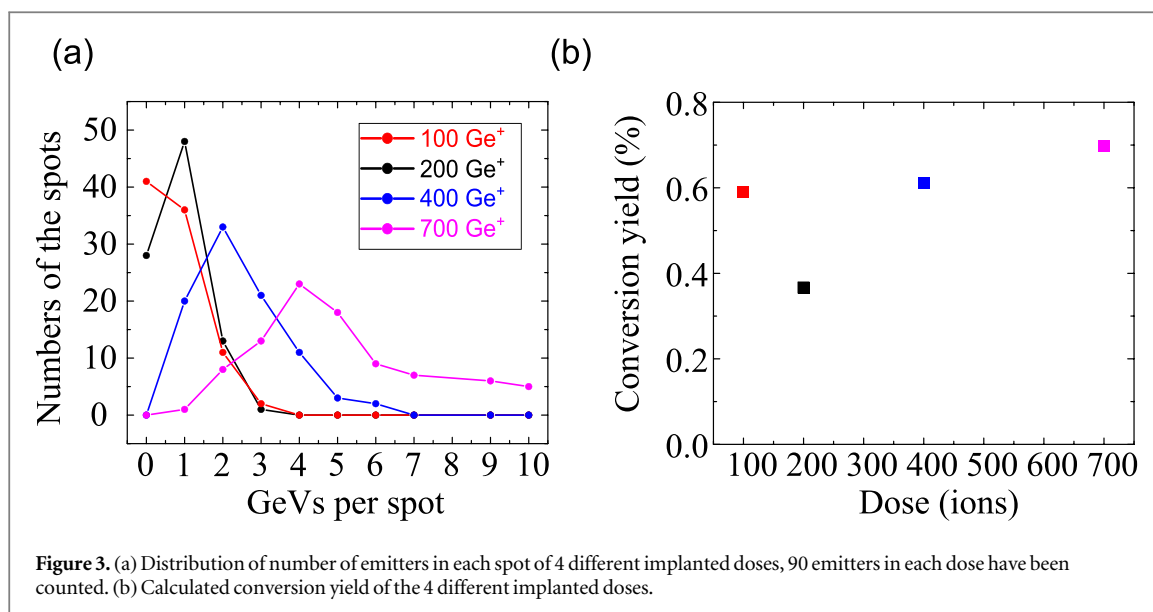 (a)
Numbers of the spots
50
40
30
20
10
0
100 Ge⁺
200 Ge⁺
400 Ge⁺
700 Ge⁺
0 1 2 3 4 5 6 7 8 9 10
GeVs per spot
(b)
Conversion yield (%)
0.8
0.6
0.4
0.2
0.0
100 200 300 400 500 600 700
Dose (ions)
Figure 3. (a) Distribution of number of emitters in each spot of 4 different implanted doses, 90 emitters in each dose have been
counted. (b) Calculated conversion yield of the 4 different implanted doses.